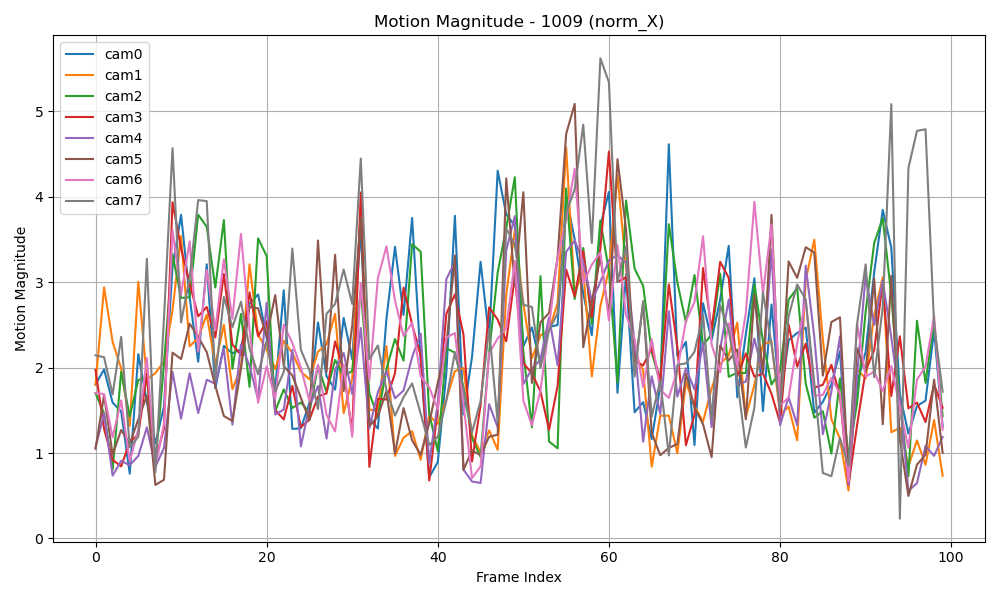 Motion Magnitude - 1009 (norm_X)
cam0
cam1
cam2
cam3
cam4
cam5
cam6
cam7
Motion Magnitude
5
4
3
2
1
0
0 20 40 60 80 100
Frame Index